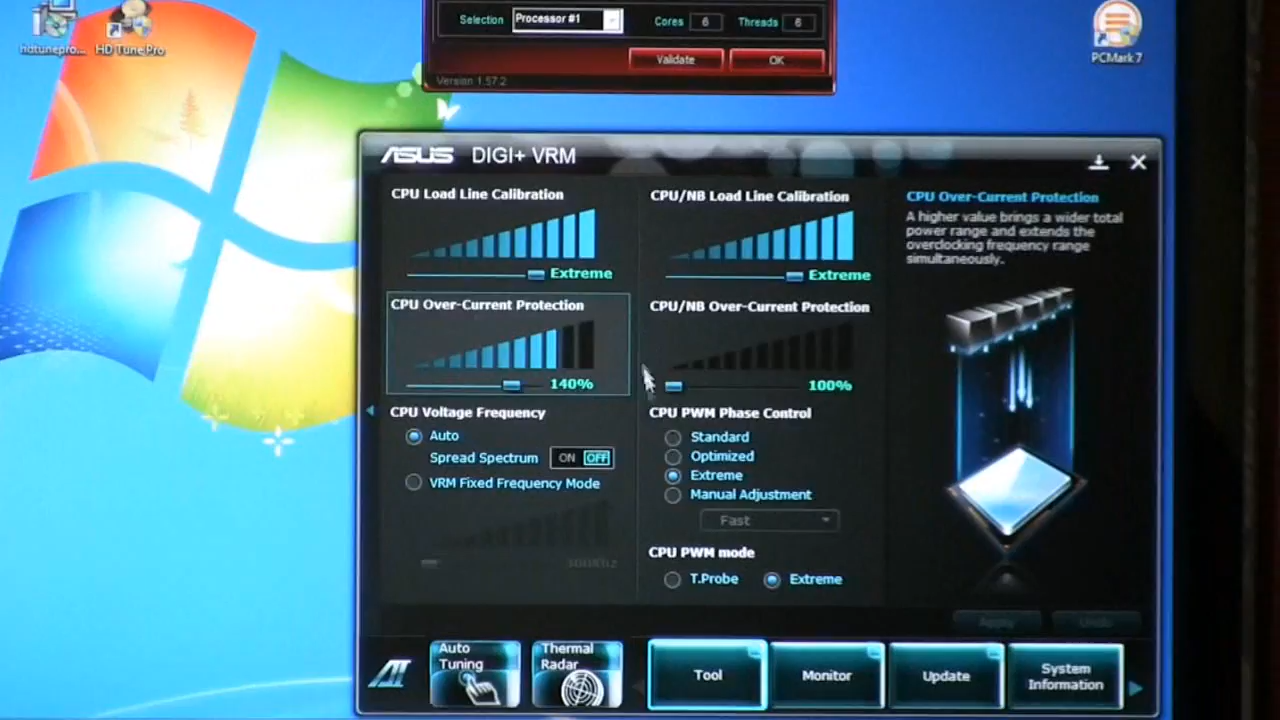 Selection Processor #1 Cores 6 Threads 6
hdtunepro... HD Tune Pro
Validate OK
PCMark 7
Version 1.57.2
ASUS DIGI+ VRM
CPU Load Line Calibration
Extreme
CPU/NB Load Line Calibration
Extreme
CPU Over-Current Protection
A higher value brings a wider total
power range and extends the
overclocking frequency range
simultaneously.
CPU Over-Current Protection
140%
CPU/NB Over-Current Protection
100%
CPU Voltage Frequency
Auto
Spread Spectrum ON OFF
VRM Fixed Frequency Mode
CPU PWM Phase Control
Standard
Optimized
Extreme
Manual Adjustment
Fast
CPU PWM mode
T.Probe Extreme
Apply Undo
AI
Auto
Tuning
Thermal
Radar
Tool
Monitor
Update
System
Information